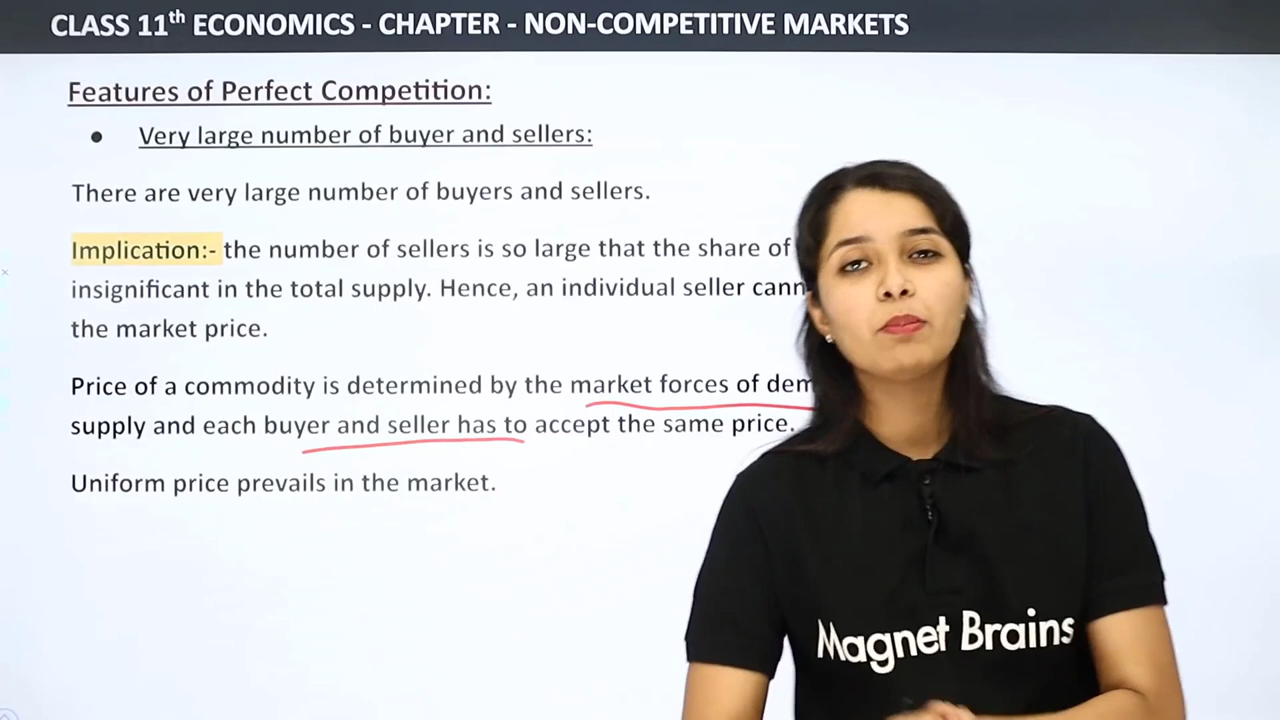 CLASS 11th ECONOMICS - CHAPTER - NON-COMPETITIVE MARKETS
Features of Perfect Competition:
● Very large number of buyer and sellers:
There are very large number of buyers and sellers.
Implication:- the number of sellers is so large that the share of
insignificant in the total supply. Hence, an individual seller
the market price.
Price of a commodity is determined by the market forces of
supply and each buyer and seller has to accept the same price.
Uniform price prevails in the market.
Magnet Brains